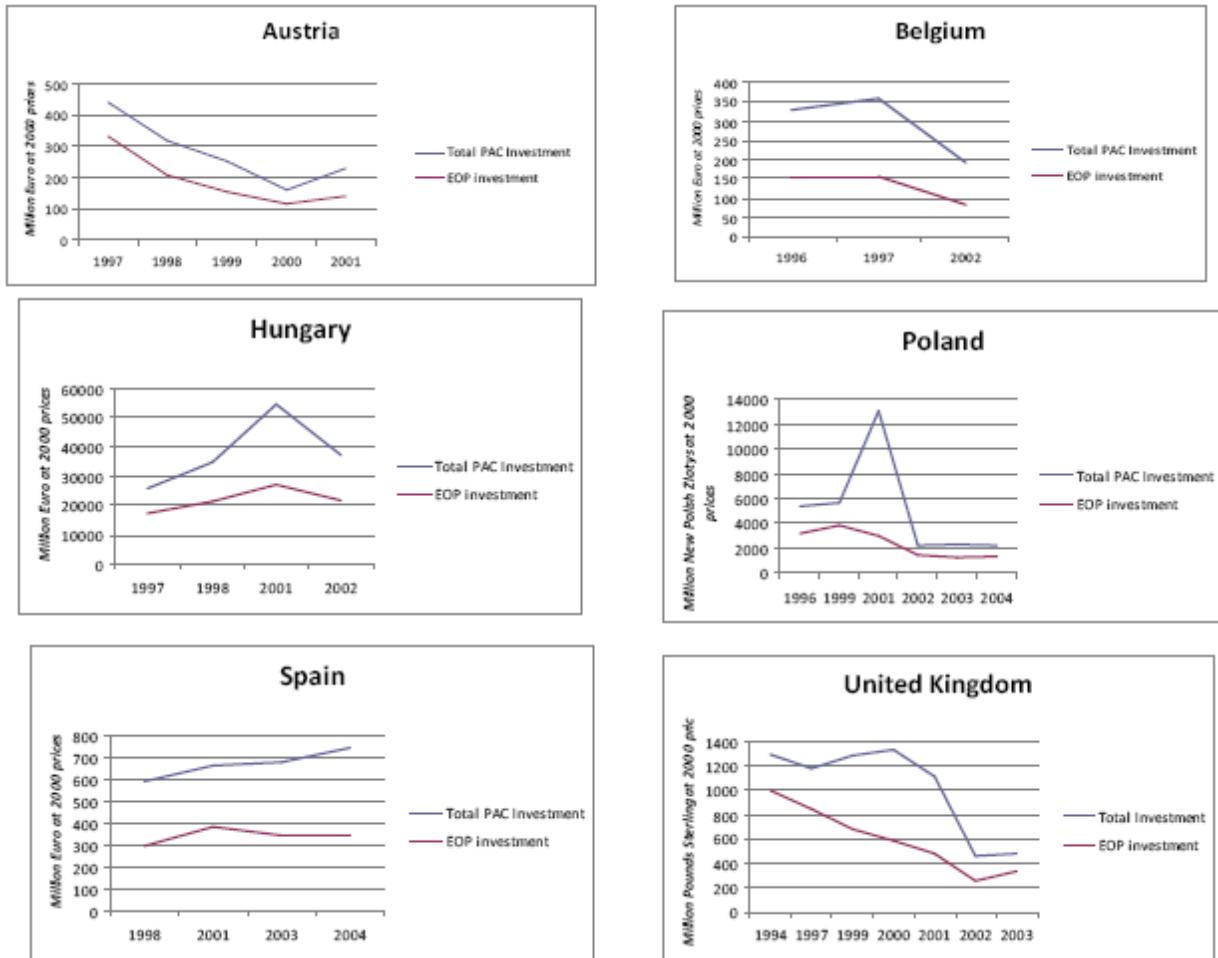 Austria
Million Euro at 2000 prices
500
400
300
200
100
0
1997 1998 1999 2000 2001
Total PAC Investment
EOP investment
Belgium
Million Euro at 2000 prices
400
350
300
250
200
150
100
50
0
1996 1997 2002
Total PAC Investment
EOP investment
Hungary
Million Euro at 2000 prices
60000
50000
40000
30000
20000
10000
0
1997 1998 2001 2002
Total PAC Investment
EOP investment
Poland
Million New Polish Zlotys at 2000
prices
14000
12000
10000
8000
6000
4000
2000
0
1996 1999 2001 2002 2003 2004
Total PAC Investment
EOP investment
Spain
Million Euro at 2000 prices
800
700
600
500
400
300
200
100
0
1998 2001 2003 2004
Total PAC Investment
EOP investment
United Kingdom
Million Pounds Sterling at 2000 pric
1400
1200
1000
800
600
400
200
0
1994 1997 1999 2000 2001 2002 2003
Total Investment
EOP investment